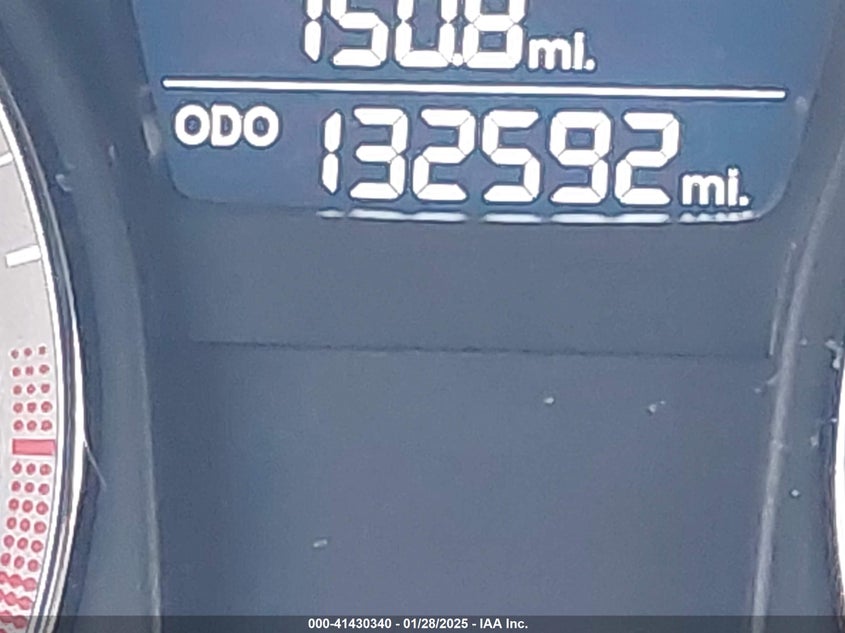 150.8 mi.
ODO 132592 mi.
000-41430340 - 01/28/2025 - IAA Inc.